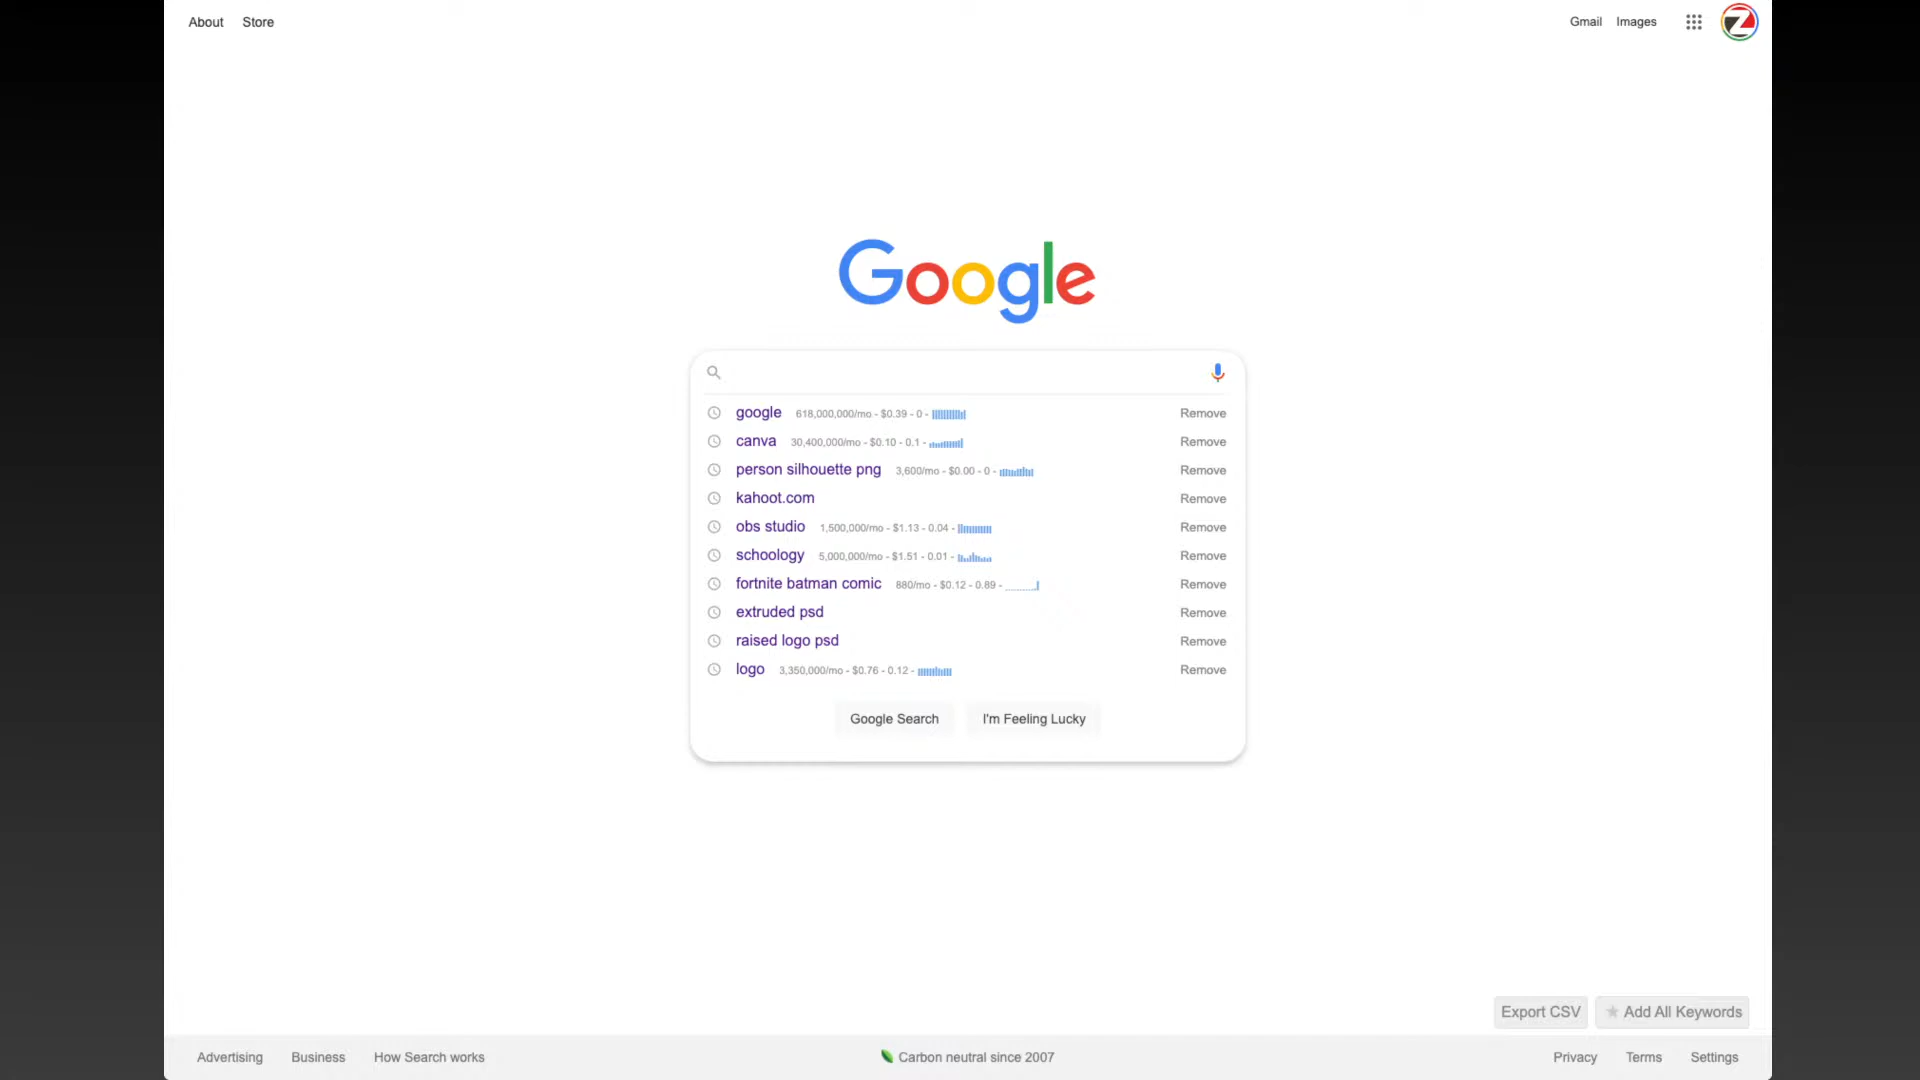 About Store Gmail Images
Google
google 618,000,000/mo - $0.39 - 0 - Remove
canva 30,400,000/mo - $0.10 - 0.1 - Remove
person silhouette png 3,600/mo - $0.00 - 0 - Remove
kahoot.com Remove
obs studio 1,500,000/mo - $1.13 - 0.04 - Remove
schoology 5,000,000/mo - $1.51 - 0.01 - Remove
fortnite batman comic 880/mo - $0.12 - 0.89 - Remove
extruded psd Remove
raised logo psd Remove
logo 3,350,000/mo - $0.76 - 0.12 - Remove
Google Search I'm Feeling Lucky
Export CSV Add All Keywords
Advertising Business How Search works Carbon neutral since 2007 Privacy Terms Settings